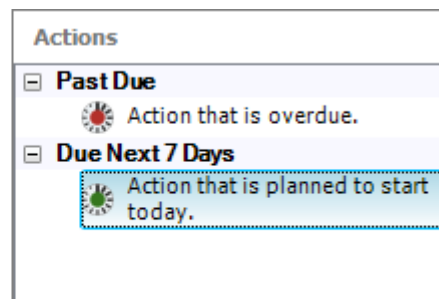 Actions
Past Due
Action that is overdue.
Due Next 7 Days
Action that is planned to start
today.